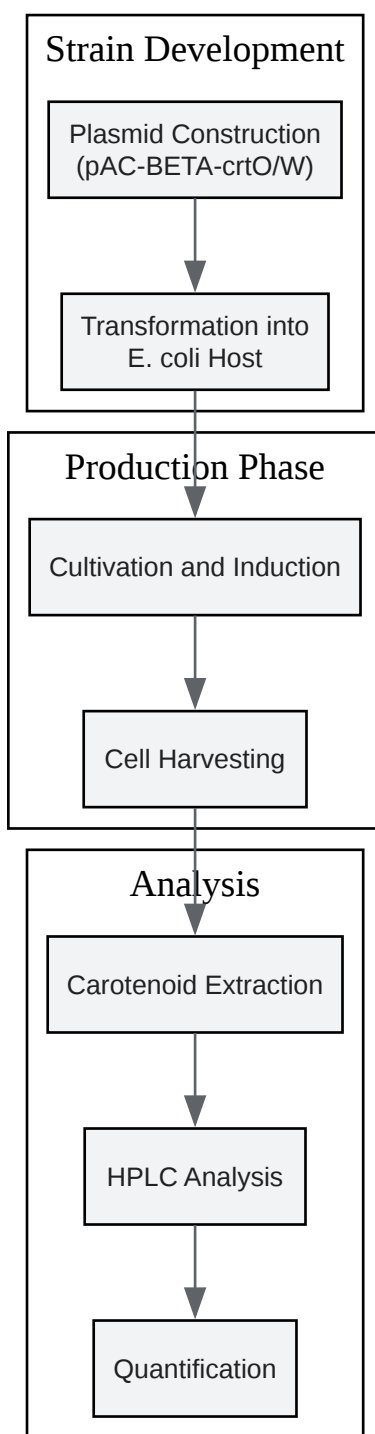 Strain Development
Plasmid Construction
(pAC-BETA-crtO/W)
Transformation into
E. coli Host
Production Phase
Cultivation and Induction
Cell Harvesting
Analysis
Carotenoid Extraction
HPLC Analysis
Quantification